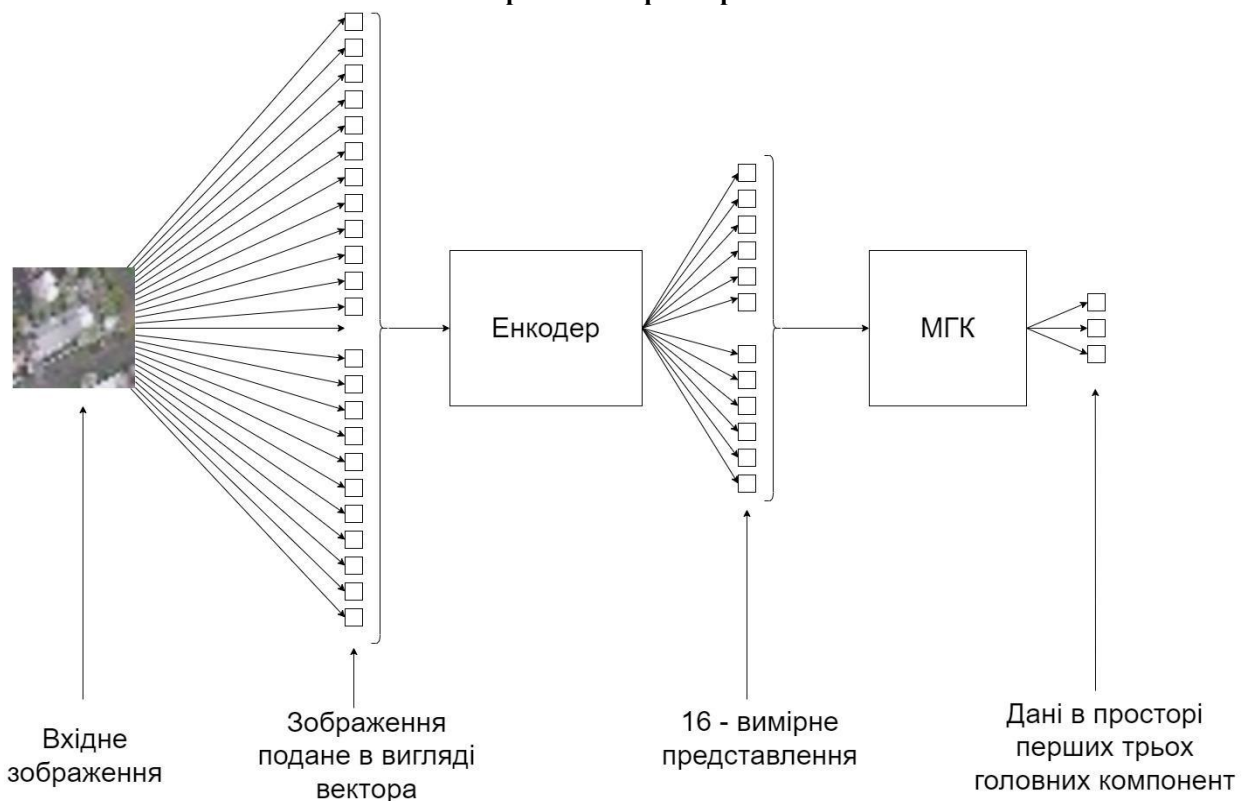 Енкодер
МГК
Вхідне
зображення
Зображення
подане в вигляді
вектора
16 - вимірне
представлення
Дані в просторі
перших трьох
головних компонент